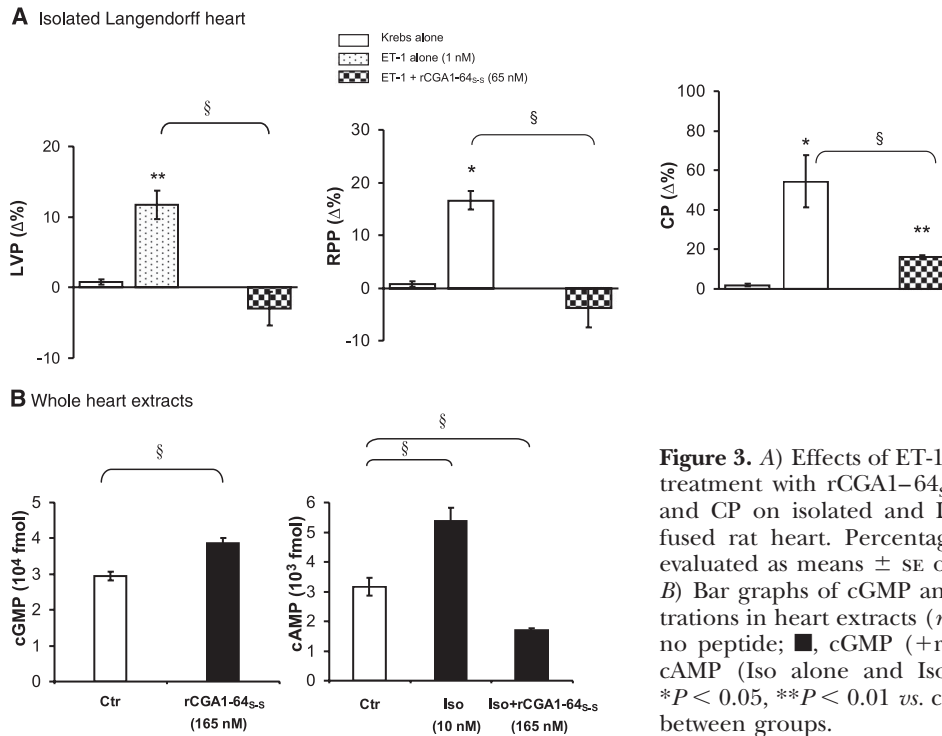 A Isolated Langendorff heart
Krebs alone
ET-1 alone (1 nM)
ET-1 + rCGA1-64S-S (65 nM)
LVP (Δ%)
20
10
0
-10
**
§
RPP (Δ%)
30
20
10
0
-10
*
§
CP (Δ%)
100
80
60
40
20
0
*
§
**
B Whole heart extracts
cGMP (10⁴ fmol)
5
4
3
2
1
0
§
Ctr
rCGA1-64S-S
(165 nM)
cAMP (10³ fmol)
6
5
4
3
2
1
0
§
§
Ctr
Iso
(10 nM)
Iso+rCGA1-64S-S
(165 nM)
Figure 3. A) Effects of ET-1
treatment with rCGA1–64S
and CP on isolated and L
fused rat heart. Percentag
evaluated as means ± SE o
B) Bar graphs of cGMP an
trations in heart extracts (n
no peptide; ■, cGMP (+r
cAMP (Iso alone and Iso
*P < 0.05, **P < 0.01 vs. c
between groups.